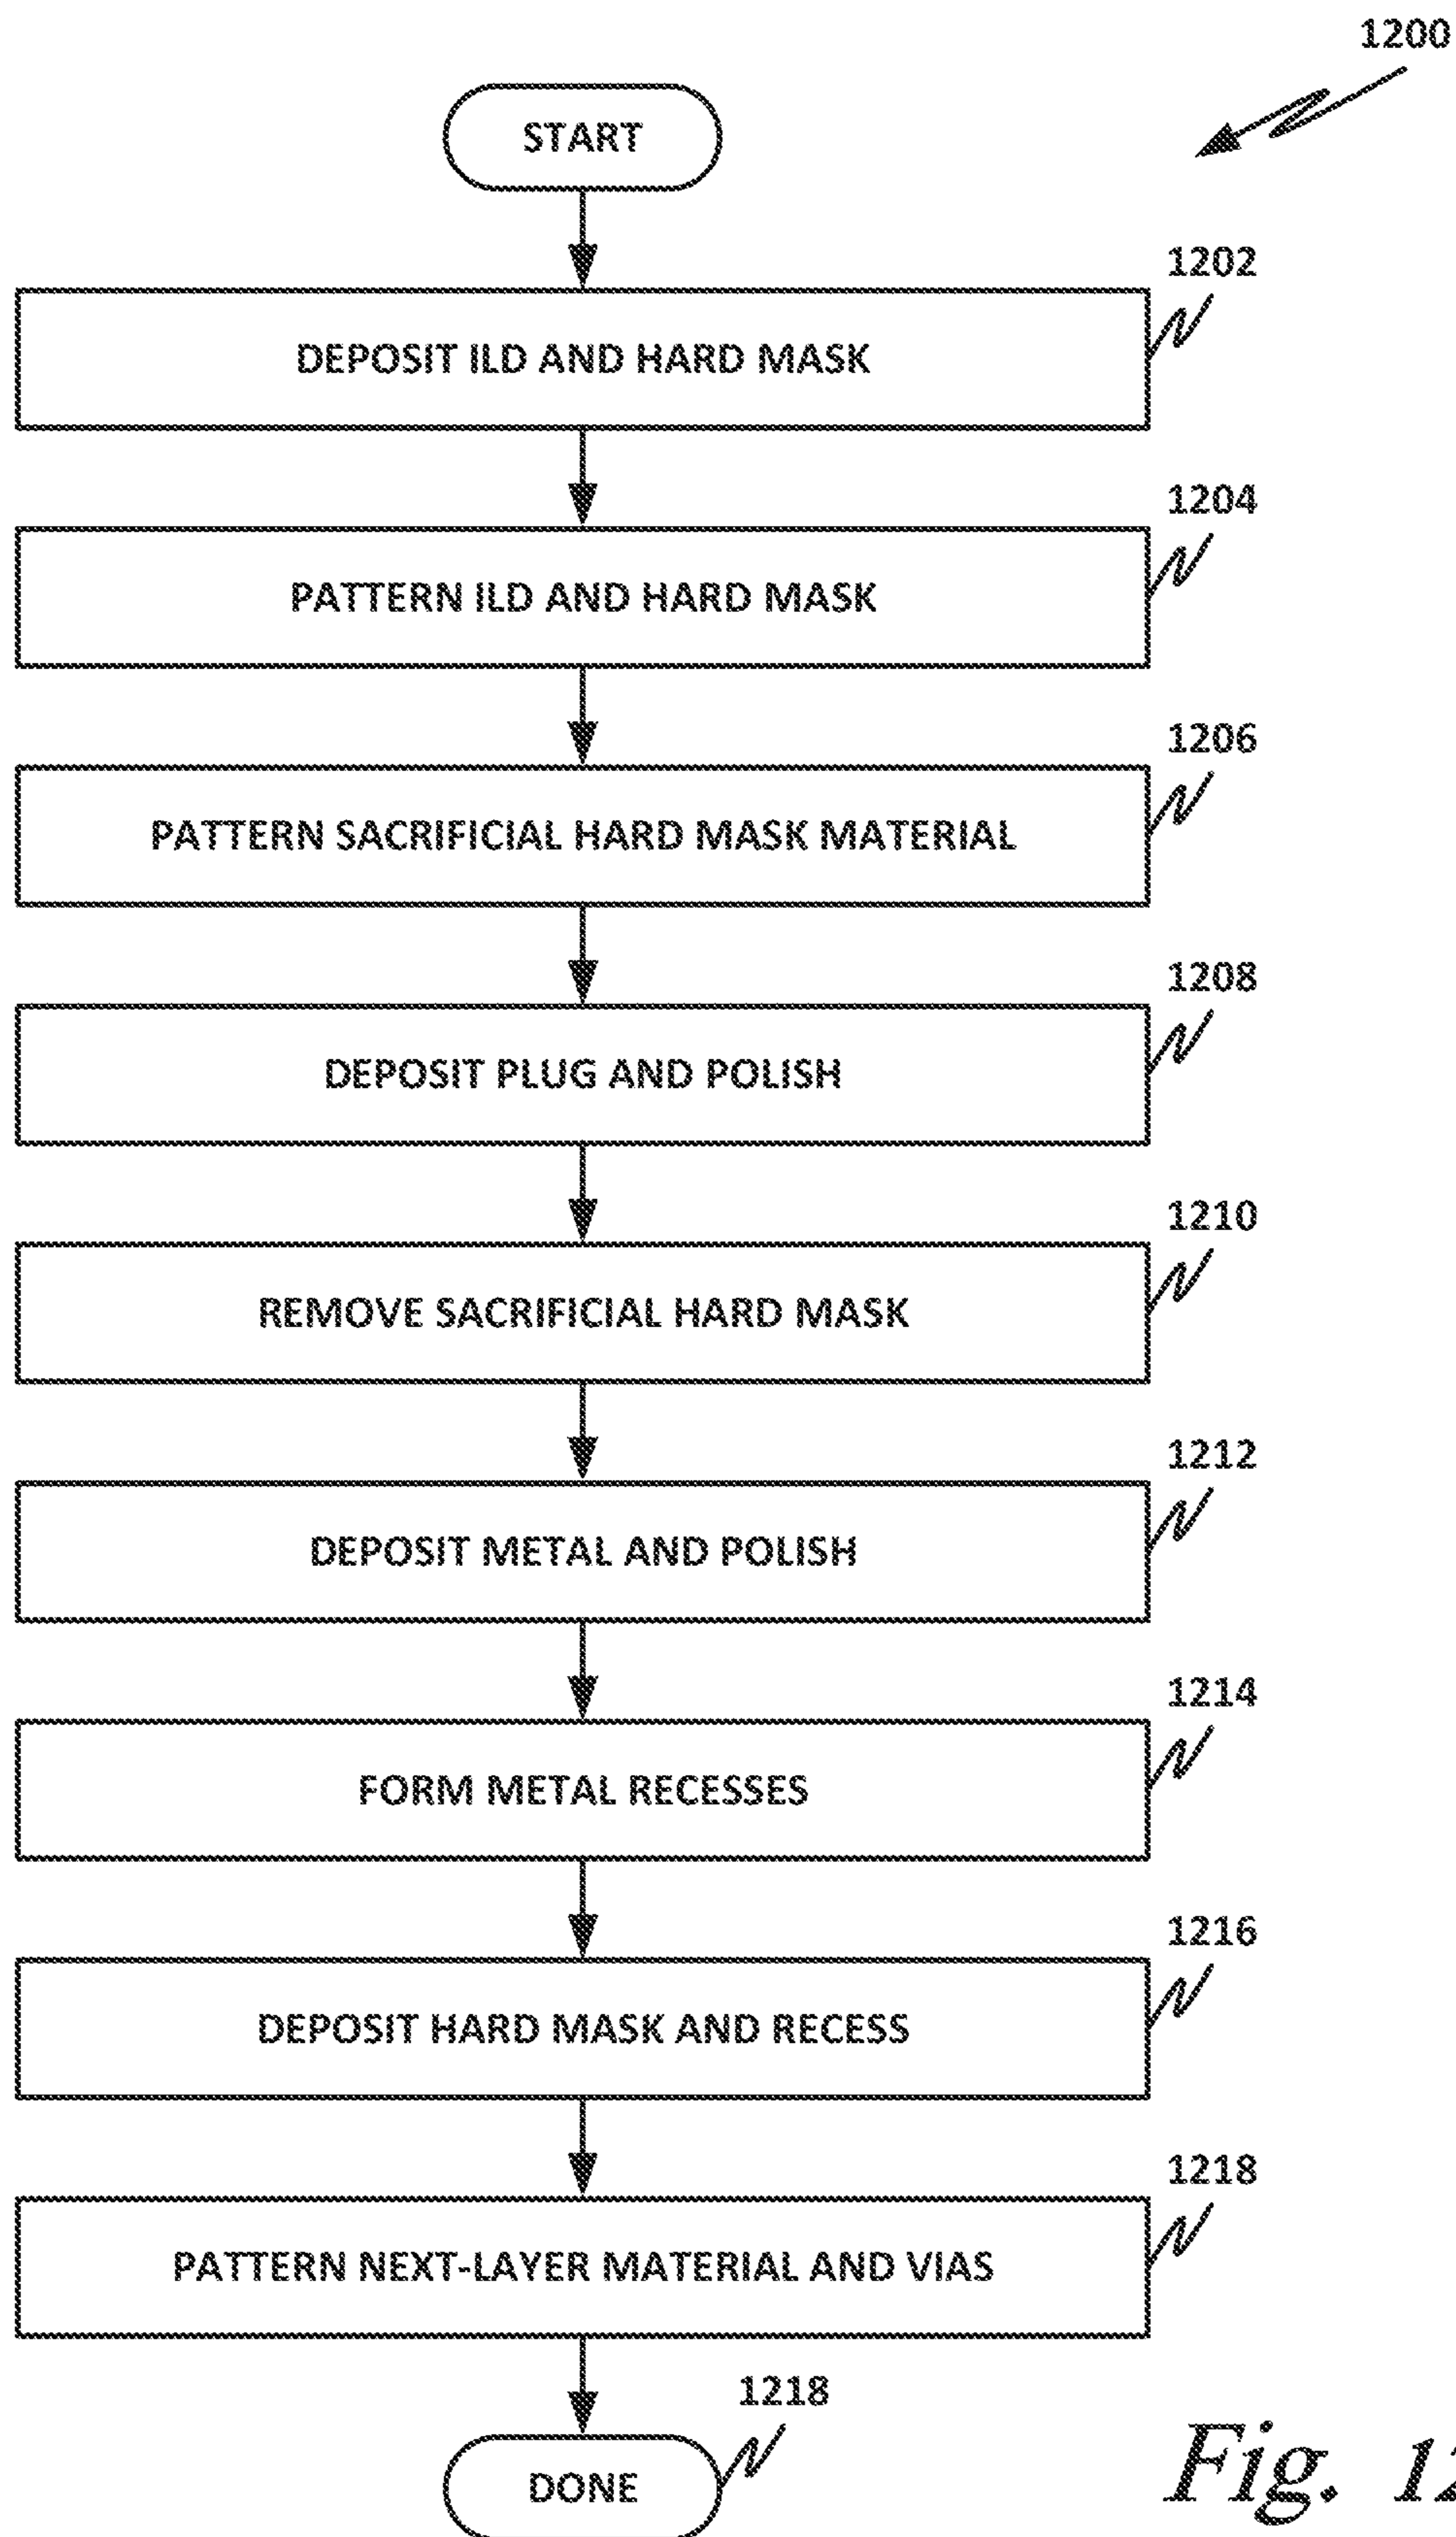 1200
START
1202
DEPOSIT ILD AND HARD MASK
1204
PATTERN ILD AND HARD MASK
1206
PATTERN SACRIFICIAL HARD MASK MATERIAL
1208
DEPOSIT PLUG AND POLISH
1210
REMOVE SACRIFICIAL HARD MASK
1212
DEPOSIT METAL AND POLISH
1214
FORM METAL RECESSES
1216
DEPOSIT HARD MASK AND RECESS
1218
PATTERN NEXT-LAYER MATERIAL AND VIAS
1218
DONE
Fig. 12